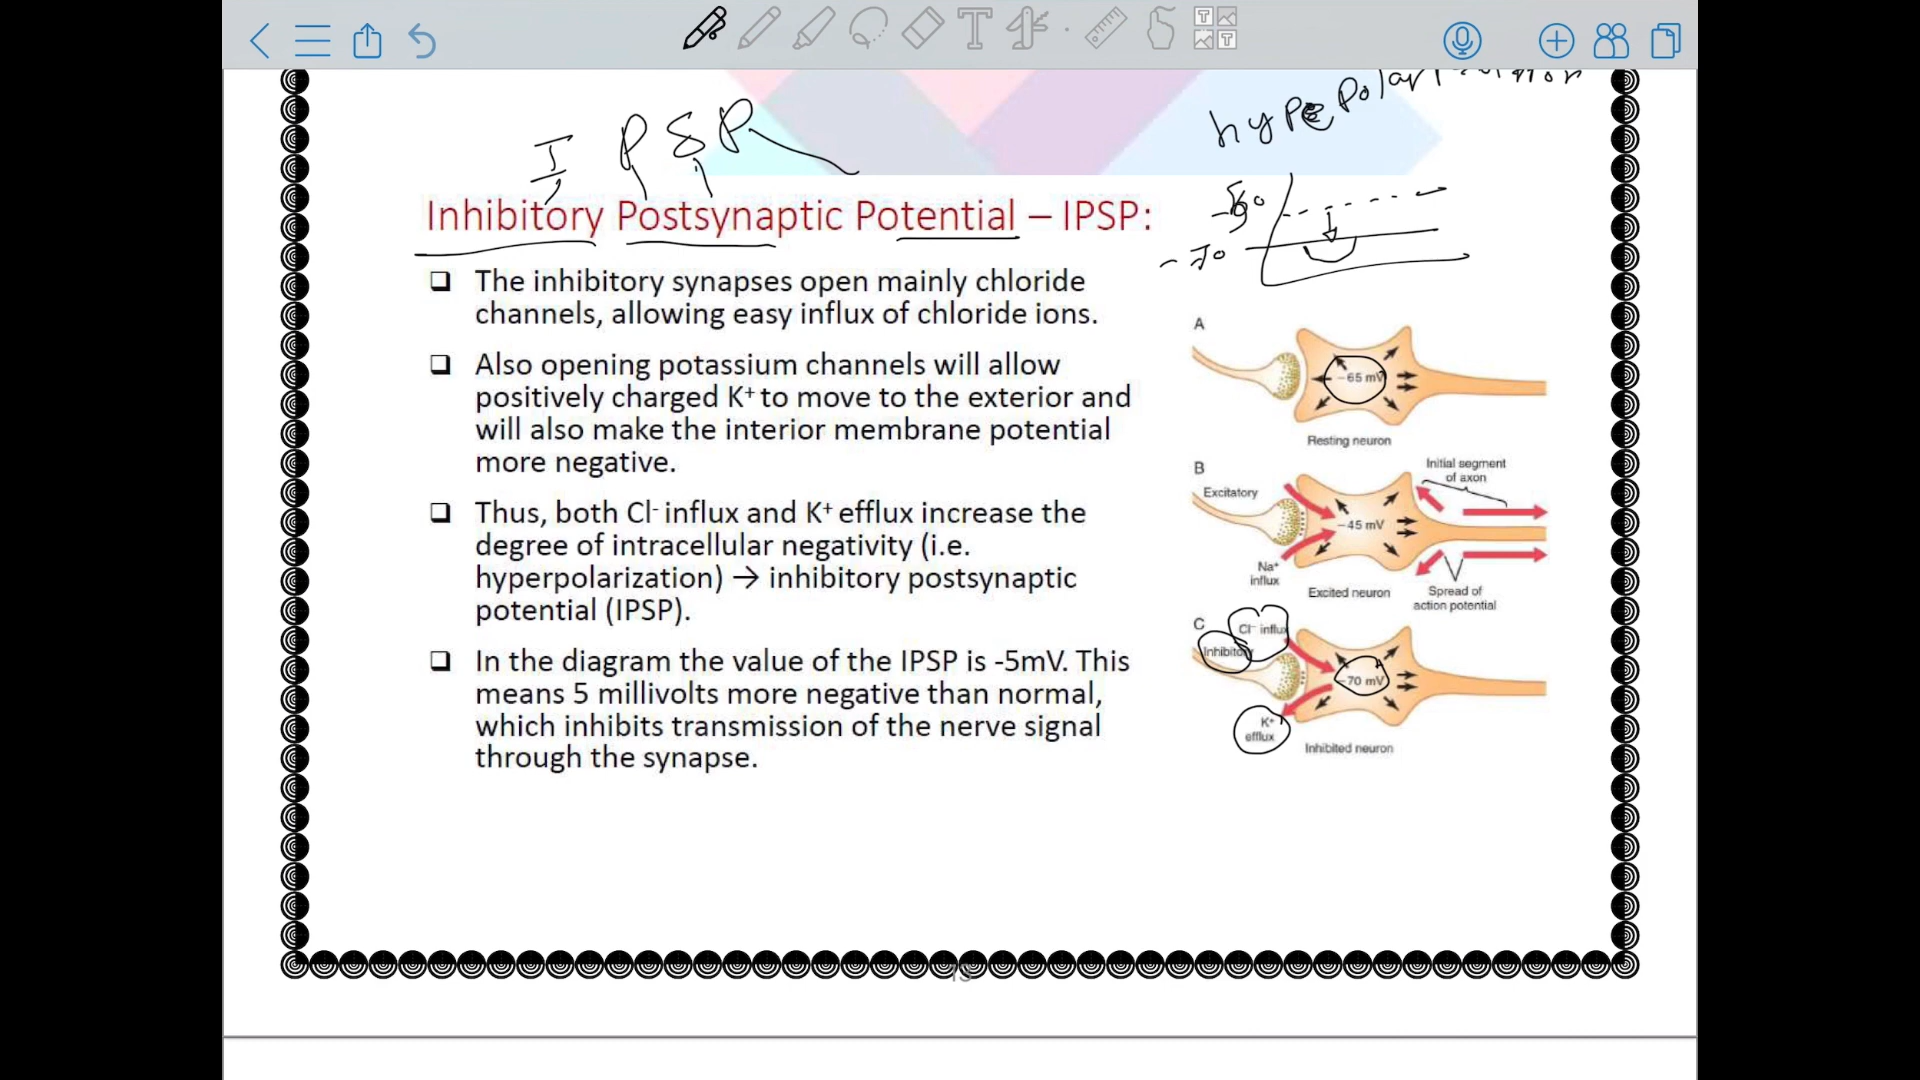 hypepolarization
I PSP
Inhibitory Postsynaptic Potential – IPSP:
-70
❑ The inhibitory synapses open mainly chloride
channels, allowing easy influx of chloride ions.
❑ Also opening potassium channels will allow
positively charged K⁺ to move to the exterior and
will also make the interior membrane potential
more negative.
❑ Thus, both Cl⁻ influx and K⁺ efflux increase the
degree of intracellular negativity (i.e.
hyperpolarization) → inhibitory postsynaptic
potential (IPSP).
❑ In the diagram the value of the IPSP is -5mV. This
means 5 millivolts more negative than normal,
which inhibits transmission of the nerve signal
through the synapse.
A
−65 mV
Resting neuron
B
Excitatory
Initial segment
of axon
−45 mV
Na⁺
influx
Excited neuron
Spread of
action potential
C
Cl⁻ influx
Inhibitory
−70 mV
K⁺
efflux
Inhibited neuron
13